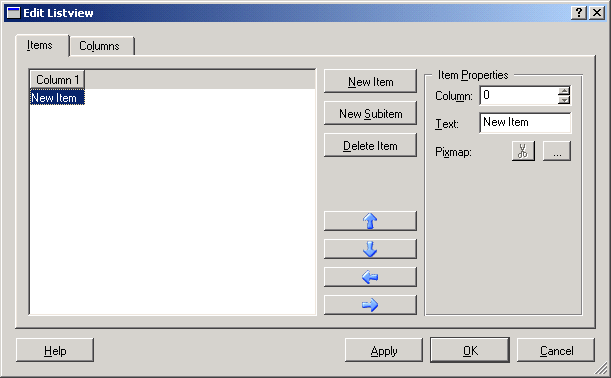 Edit Listview
Items Columns
Column 1
New Item
New Item
New Subitem
Delete Item
Item Properties
Column: 0
Text: New Item
Pixmap: ...
Help Apply OK Cancel